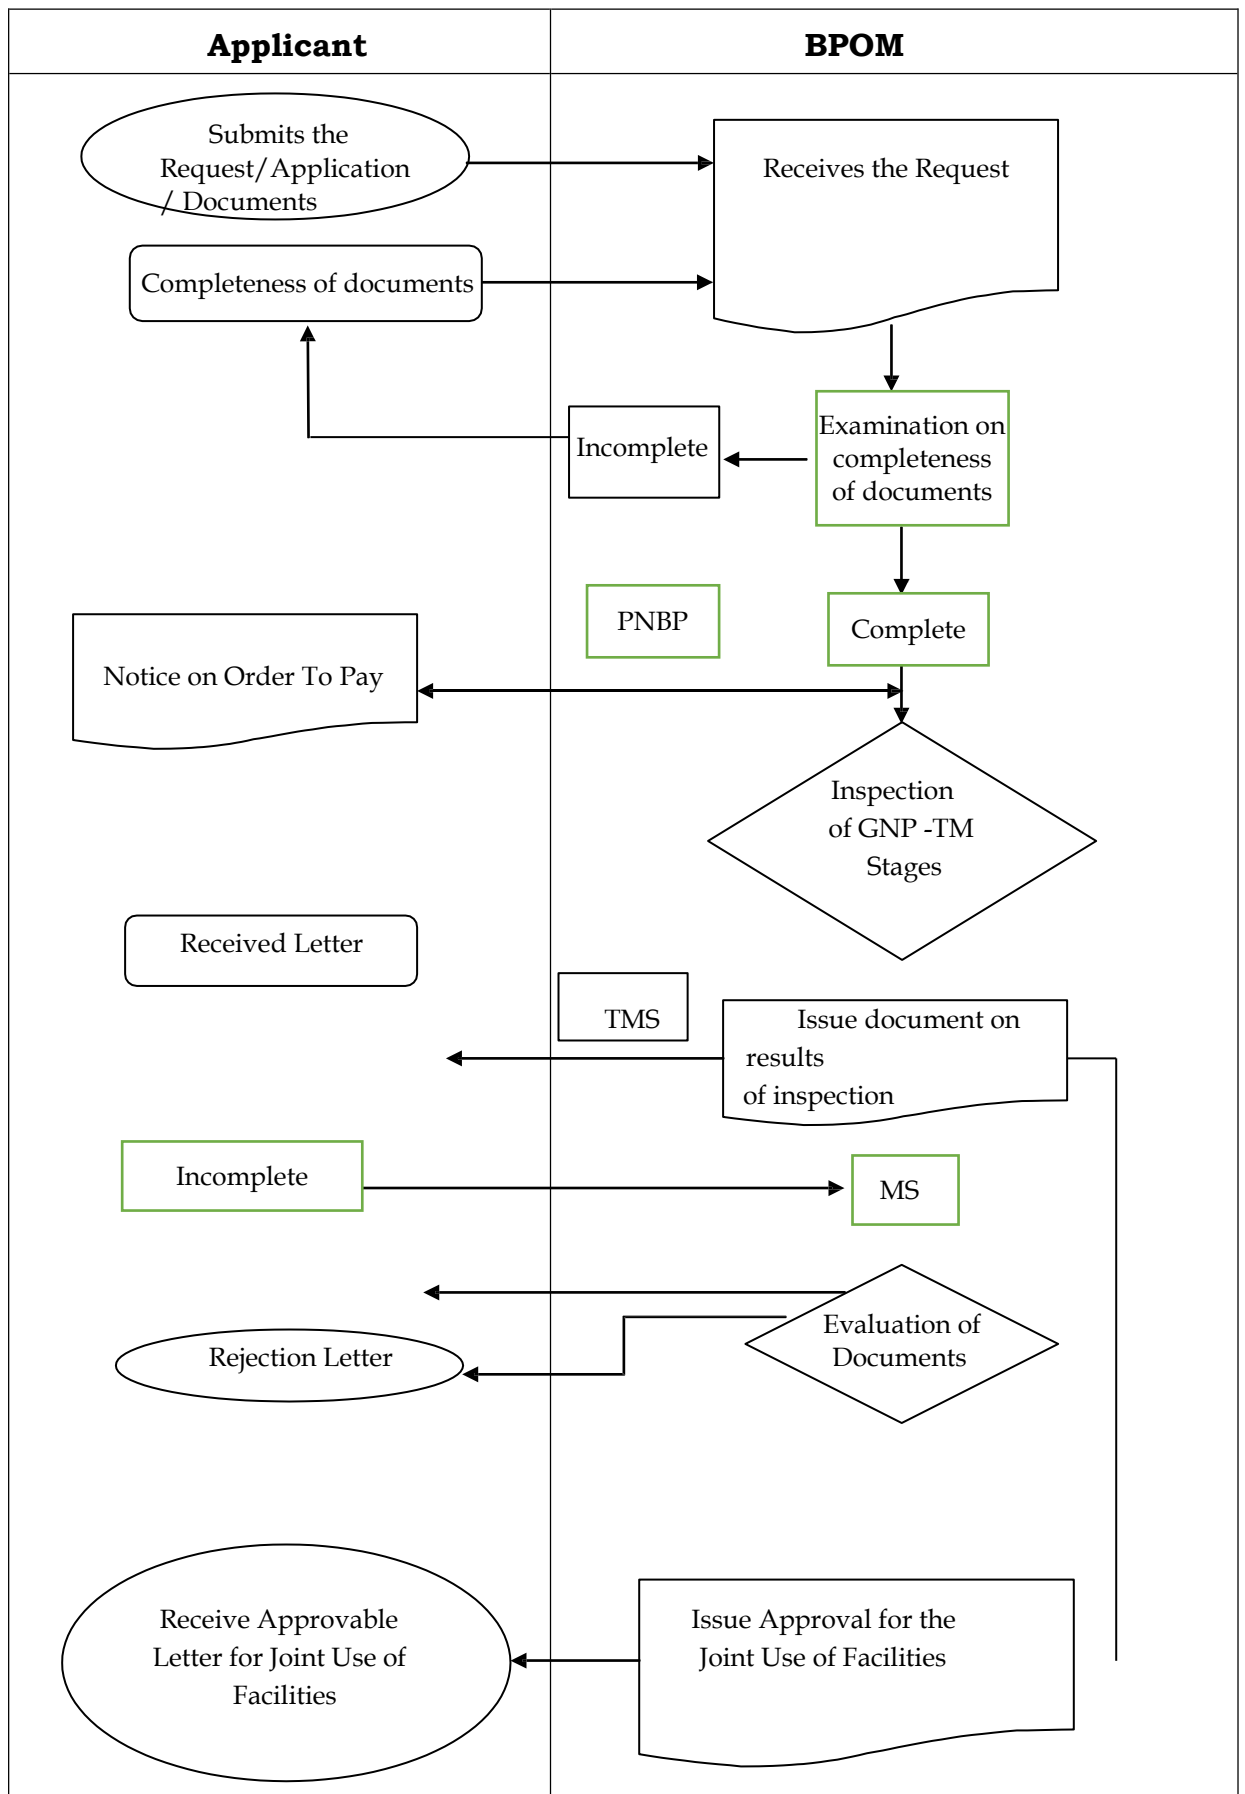 Applicant
BPOM
Submits the
Request/Application
/ Documents
Receives the Request
Completeness of documents
Incomplete
Examination on
completeness
of documents
PNBP
Complete
Notice on Order To Pay
Inspection
of GNP -TM
Stages
Received Letter
TMS
Issue document on
results
of inspection
Incomplete
MS
Evaluation of
Documents
Rejection Letter
Receive Approvable
Letter for Joint Use of
Facilities
Issue Approval for the
Joint Use of Facilities